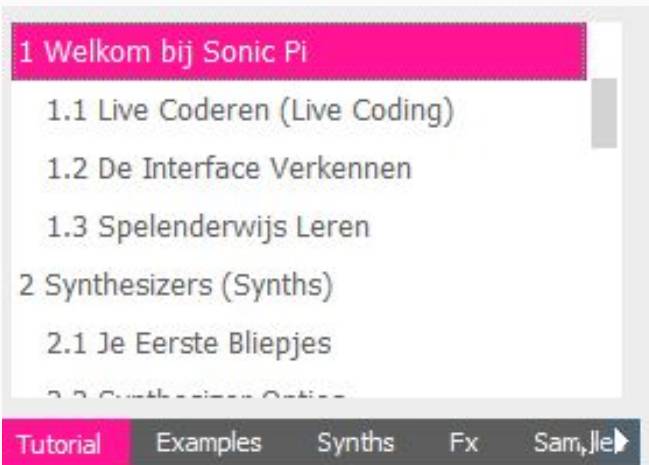 1 Welkom bij Sonic Pi
1.1 Live Coderen (Live Coding)
1.2 De Interface Verkennen
1.3 Spelenderwijs Leren
2 Synthesizers (Synths)
2.1 Je Eerste Bliepjes
Tutorial Examples Synths Fx